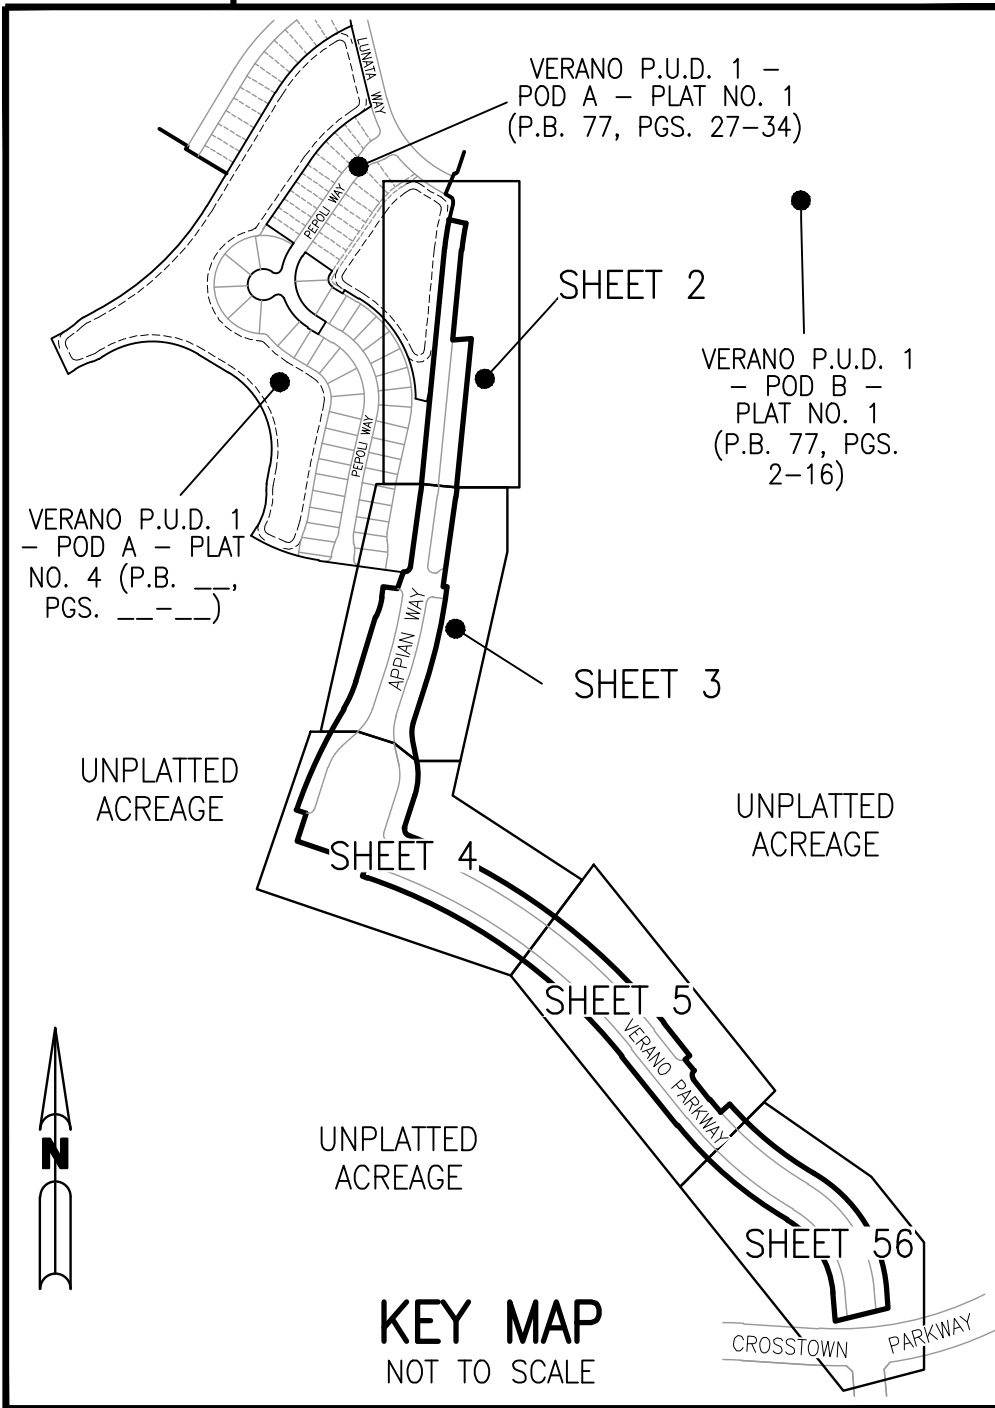 LUNATA WAY
VERANO P.U.D. 1 –
POD A – PLAT NO. 1
(P.B. 77, PGS. 27–34)
PEPOLI WAY
SHEET 2
VERANO P.U.D. 1
– POD B –
PLAT NO. 1
(P.B. 77, PGS.
2–16)
PEPOLI WAY
VERANO P.U.D. 1
– POD A – PLAT
NO. 4 (P.B. __,
PGS. __–__)
APPIAN WAY
SHEET 3
UNPLATTED
ACREAGE
UNPLATTED
ACREAGE
SHEET 4
SHEET 5
VERANO PARKWAY
UNPLATTED
ACREAGE
N
SHEET 56
KEY MAP
NOT TO SCALE
CROSSTOWN PARKWAY